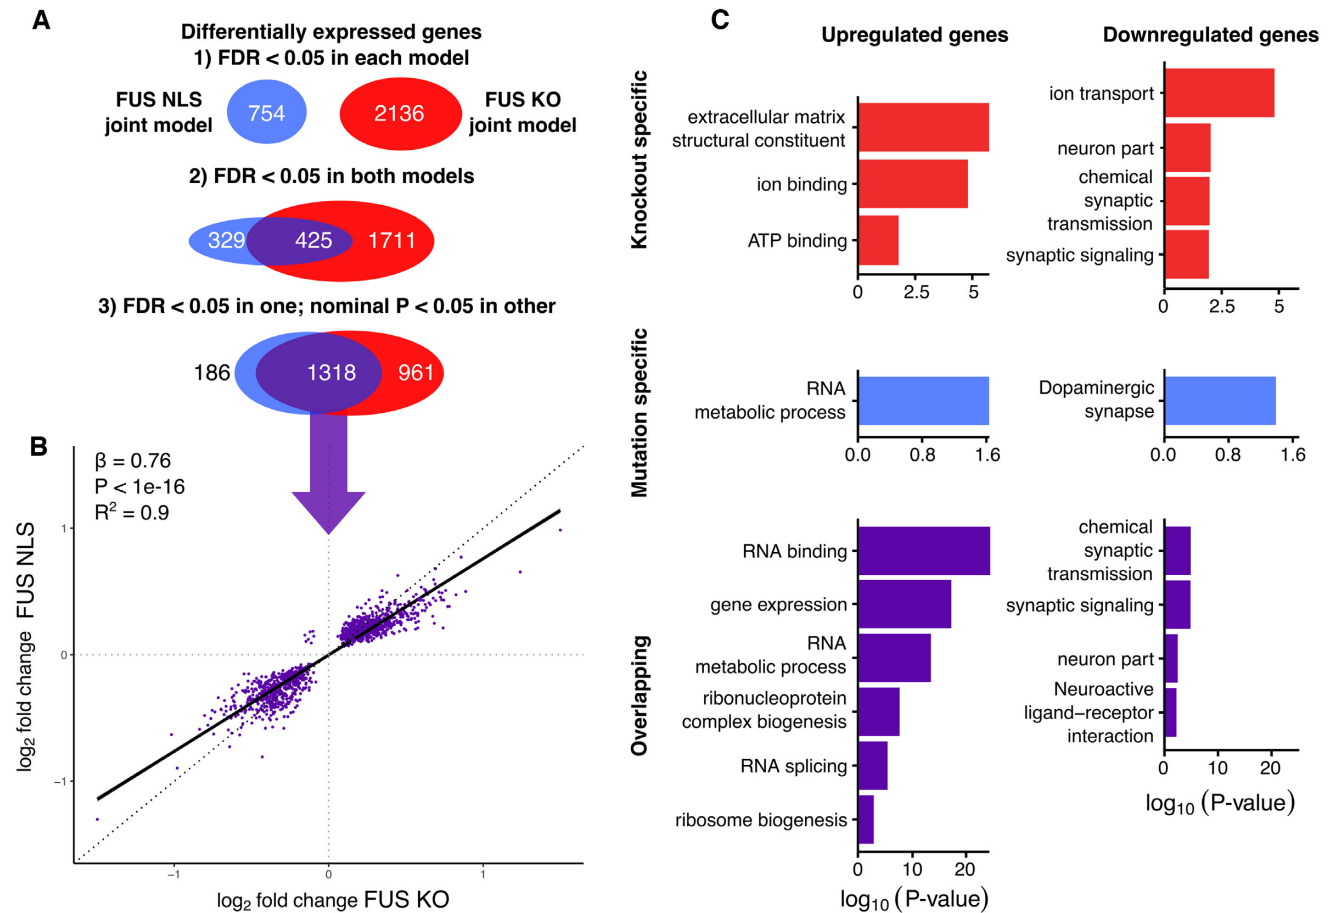 A
Differentially expressed genes
1) FDR < 0.05 in each model
FUS NLS
joint model
754
2136
FUS KO
joint model
2) FDR < 0.05 in both models
329
425
1711
3) FDR < 0.05 in one; nominal P < 0.05 in other
186
1318
961
B
β = 0.76
P < 1e-16
R² = 0.9
log₂ fold change FUS NLS
1
0
−1
−1
0
1
log₂ fold change FUS KO
C
Upregulated genes
Downregulated genes
Knockout specific
extracellular matrix
structural constituent
ion binding
ATP binding
0
2.5
5
ion transport
neuron part
chemical
synaptic
transmission
synaptic signaling
0
2.5
5
Mutation specific
RNA
metabolic process
0.0
0.8
1.6
Dopaminergic
synapse
0.0
0.8
1.6
Overlapping
RNA binding
gene expression
RNA
metabolic process
ribonucleoprotein
complex biogenesis
RNA splicing
ribosome biogenesis
0
10
20
log₁₀ (P-value)
chemical
synaptic
transmission
synaptic signaling
neuron part
Neuroactive
ligand−receptor
interaction
0
10
20
log₁₀ (P-value)